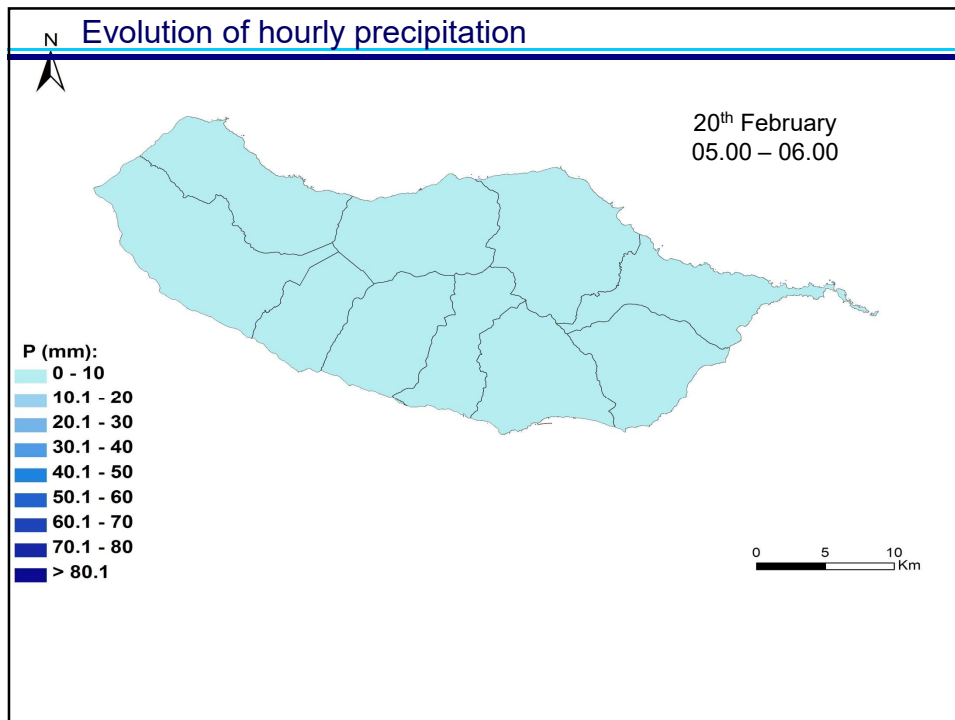 Evolution of hourly precipitation
N
20th February
05.00 – 06.00
P (mm):
0 - 10
10.1 - 20
20.1 - 30
30.1 - 40
40.1 - 50
50.1 - 60
60.1 - 70
70.1 - 80
> 80.1
0 5 10
Km